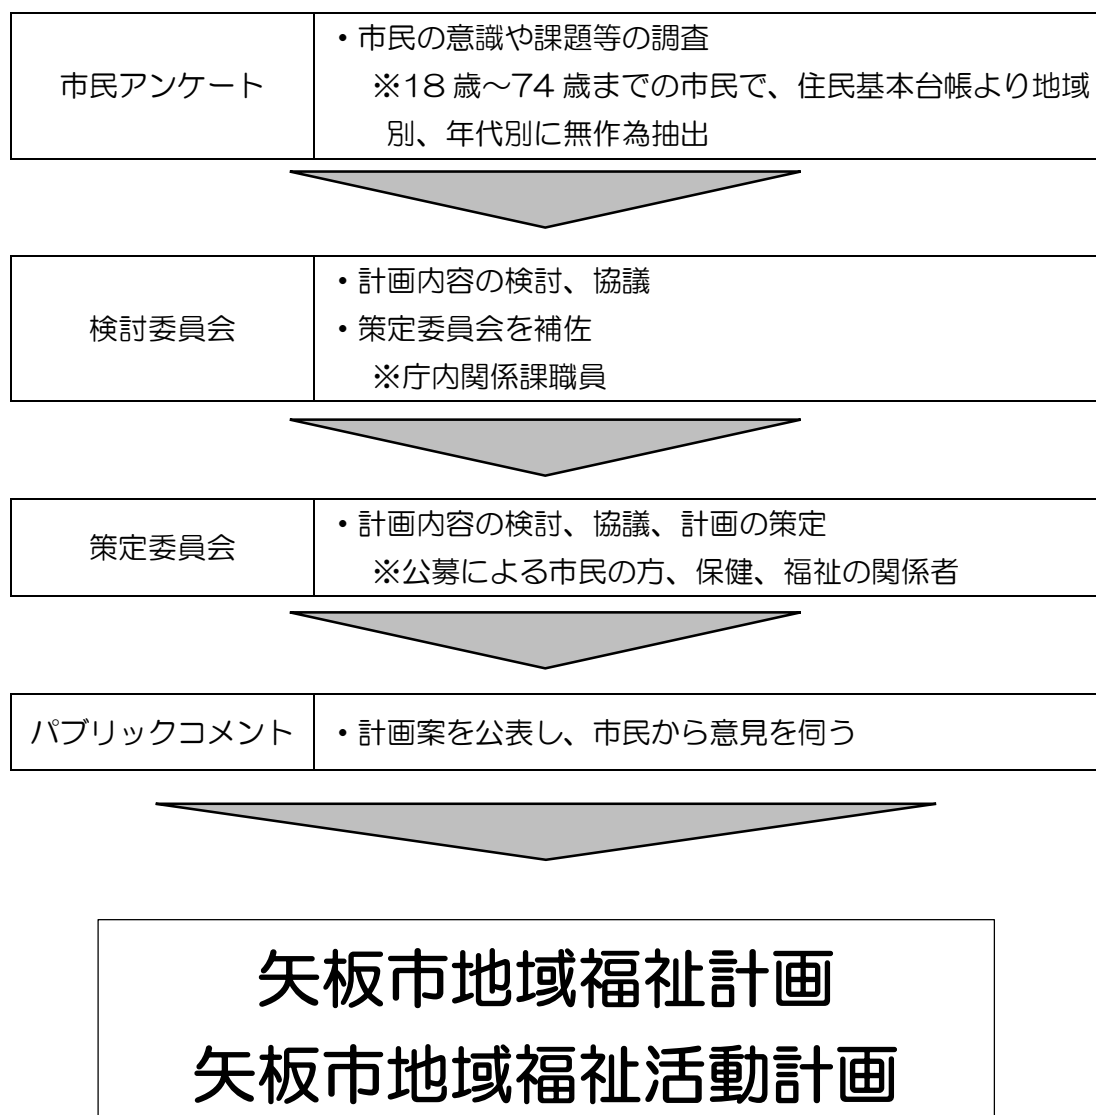 市民アンケート
・市民の意識や課題等の調査
※18歳～74歳までの市民で、住民基本台帳より地域
別、年代別に無作為抽出
検討委員会
・計画内容の検討、協議
・策定委員会を補佐
※庁内関係課職員
策定委員会
・計画内容の検討、協議、計画の策定
※公募による市民の方、保健、福祉の関係者
パブリックコメント
・計画案を公表し、市民から意見を伺う
矢板市地域福祉計画
矢板市地域福祉活動計画